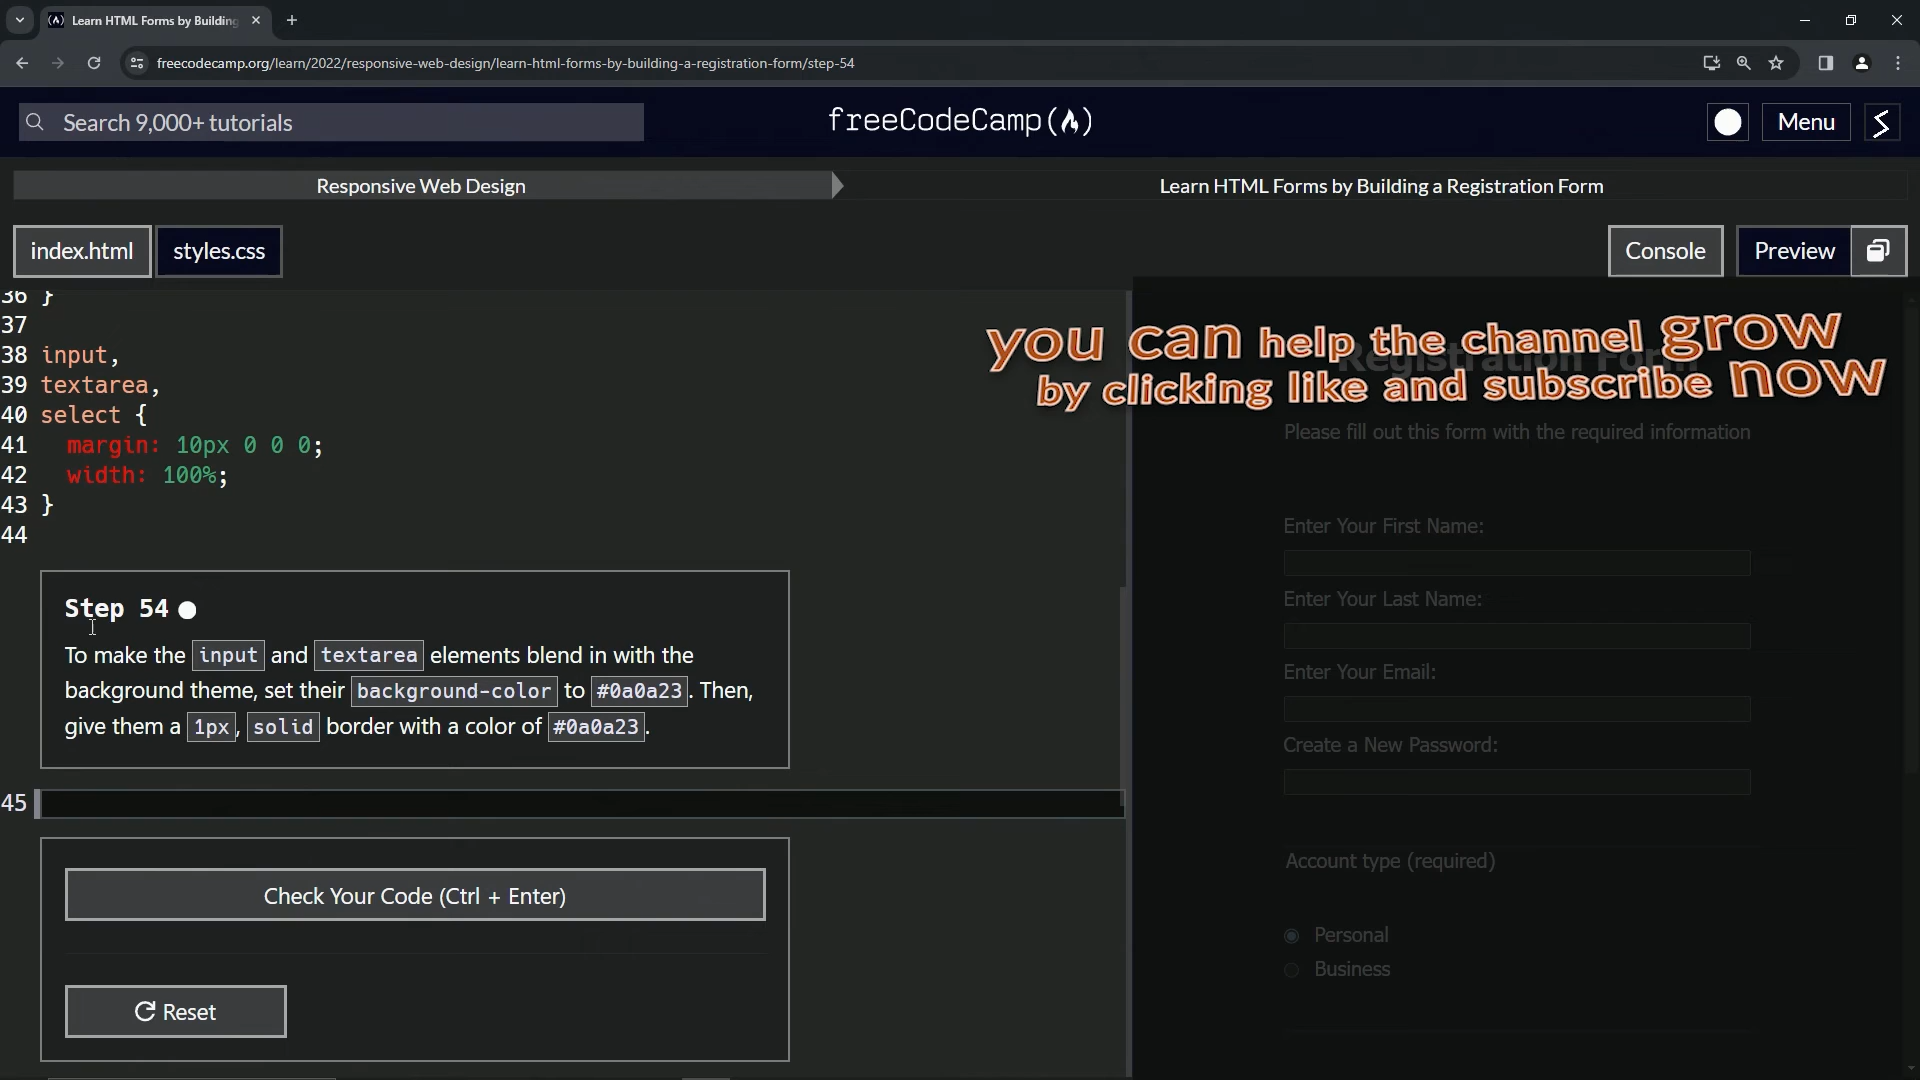 Learn HTML Forms by Building
freecodecamp.org/learn/2022/responsive-web-design/learn-html-forms-by-building-a-registration-form/step-54
Search 9,000+ tutorials
freeCodeCamp
Menu
Responsive Web Design
Learn HTML Forms by Building a Registration Form
index.html
styles.css
Console
Preview
36 }
37
38 input,
39 textarea,
40 select {
41 margin: 10px 0 0 0;
42 width: 100%;
43 }
44
Step 54
To make the input and textarea elements blend in with the
background theme, set their background-color to #0a0a23. Then,
give them a 1px, solid border with a color of #0a0a23.
45
Check Your Code (Ctrl + Enter)
Reset
you can help the channel grow
by clicking like and subscribe now
Registration Form
Please fill out this form with the required information
Enter Your First Name:
Enter Your Last Name:
Enter Your Email:
Create a New Password:
Account type (required)
Personal
Business